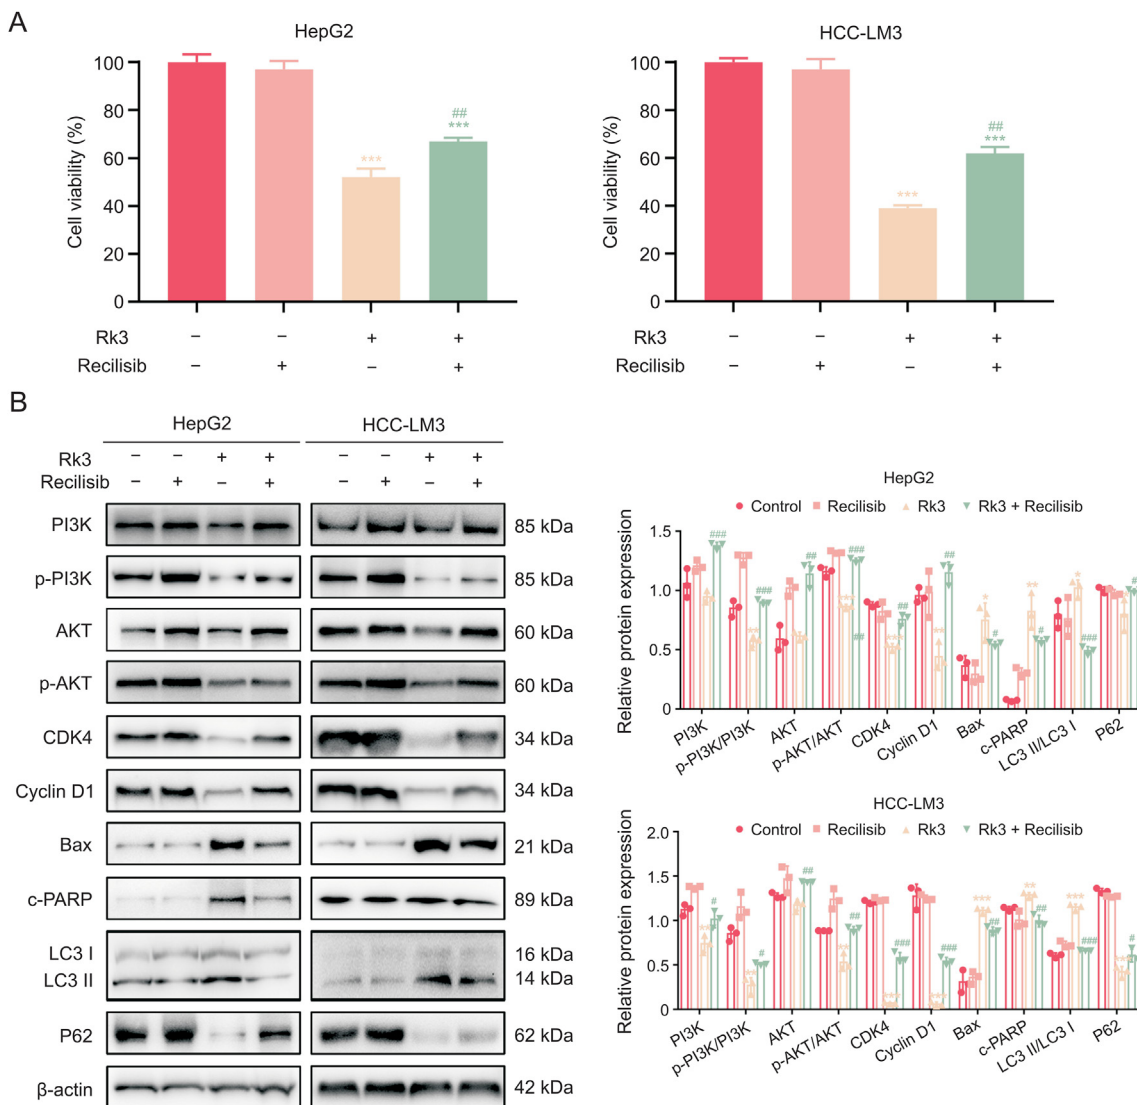 A
HepG2
Cell viability (%)
100
80
60
40
20
0
***
##
***
Rk3 − − + +
Recilisib − + − +
HCC-LM3
Cell viability (%)
100
80
60
40
20
0
***
##
***
− − + +
− + − +
B
HepG2 HCC-LM3
Rk3 − − + + − − + +
Recilisib − + − + − + − +
PI3K 85 kDa
p-PI3K 85 kDa
AKT 60 kDa
p-AKT 60 kDa
CDK4 34 kDa
Cyclin D1 34 kDa
Bax 21 kDa
c-PARP 89 kDa
LC3 I 16 kDa
LC3 II 14 kDa
P62 62 kDa
β-actin 42 kDa
HepG2
Control Recilisib Rk3 Rk3 + Recilisib
Relative protein expression
1.5
1.0
0.5
0
### ### ## ### ## ## # # ###
PI3K p-PI3K/PI3K AKT p-AKT/AKT CDK4 Cyclin D1 Bax c-PARP LC3 II/LC3 I P62
HCC-LM3
Control Recilisib Rk3 Rk3 + Recilisib
Relative protein expression
2.0
1.5
1.0
0.5
0
# # ## ## ### ### ## ## ### #
PI3K p-PI3K/PI3K AKT p-AKT/AKT CDK4 Cyclin D1 Bax c-PARP LC3 II/LC3 I P62